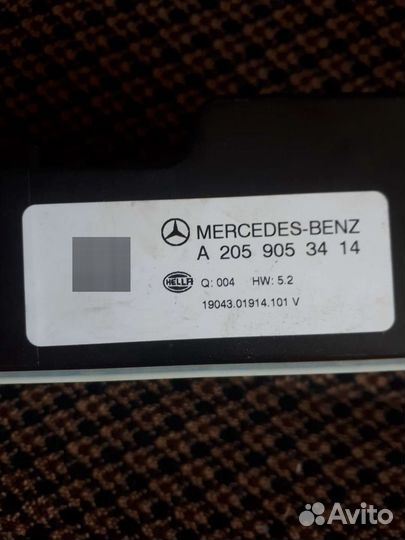 MERCEDES-BENZ
A 205 905 34 14
HELLA
Q: 004 HW: 5.2
19043.01914.101 V
Avito